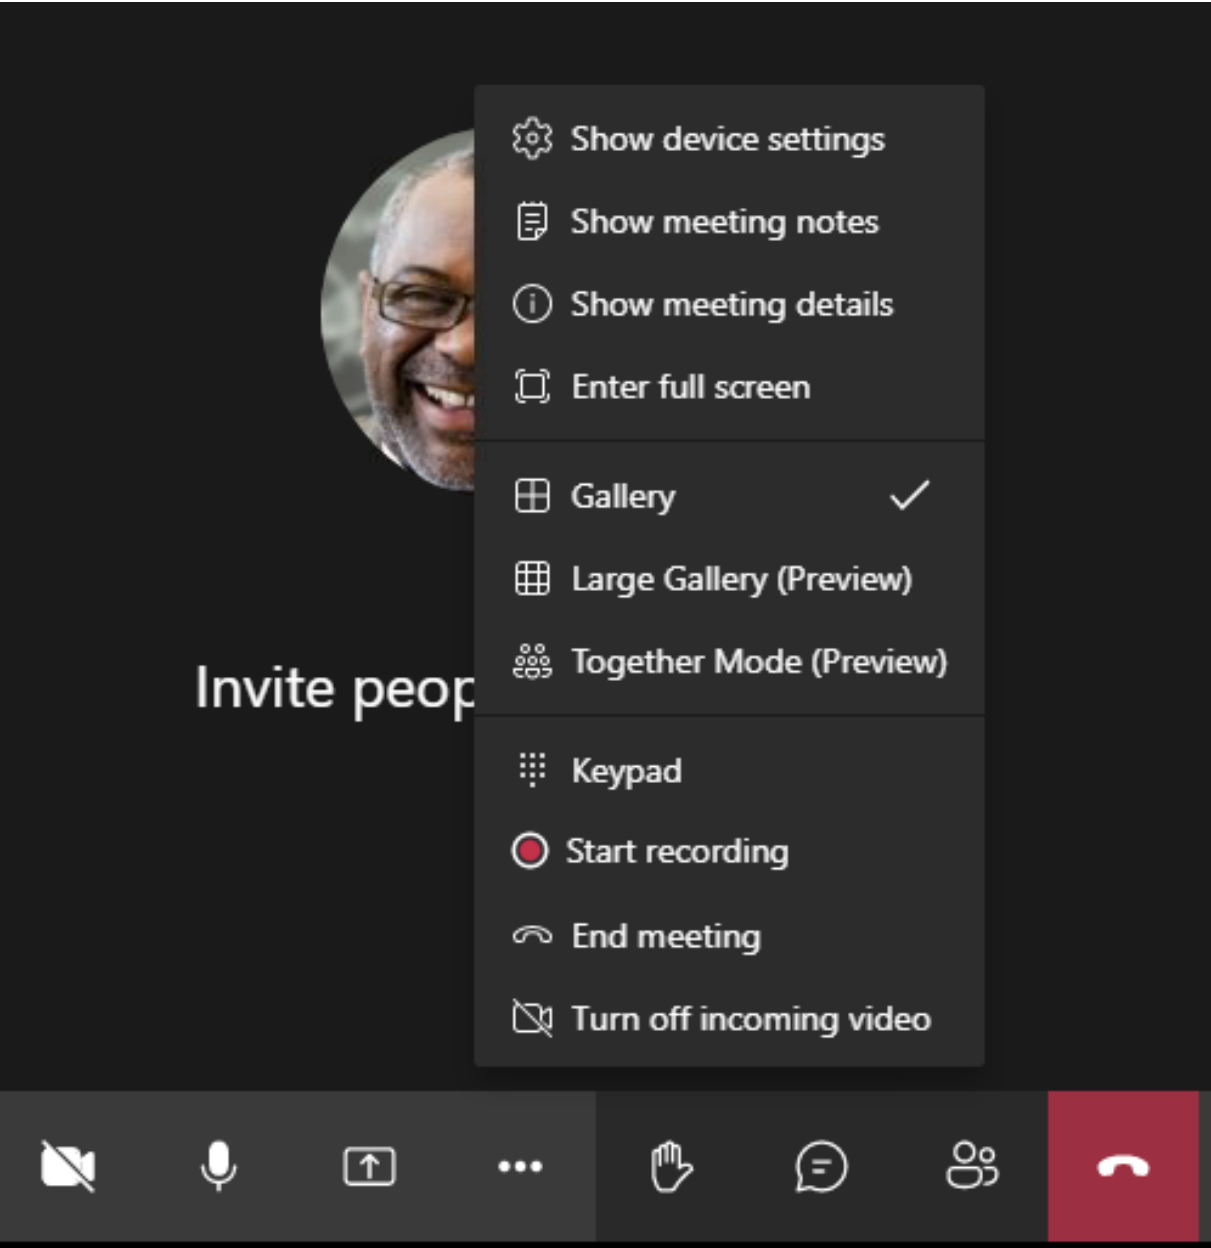 Show device settings
Show meeting notes
Show meeting details
Enter full screen
Gallery
Large Gallery (Preview)
Together Mode (Preview)
Invite peop
Keypad
Start recording
End meeting
Turn off incoming video